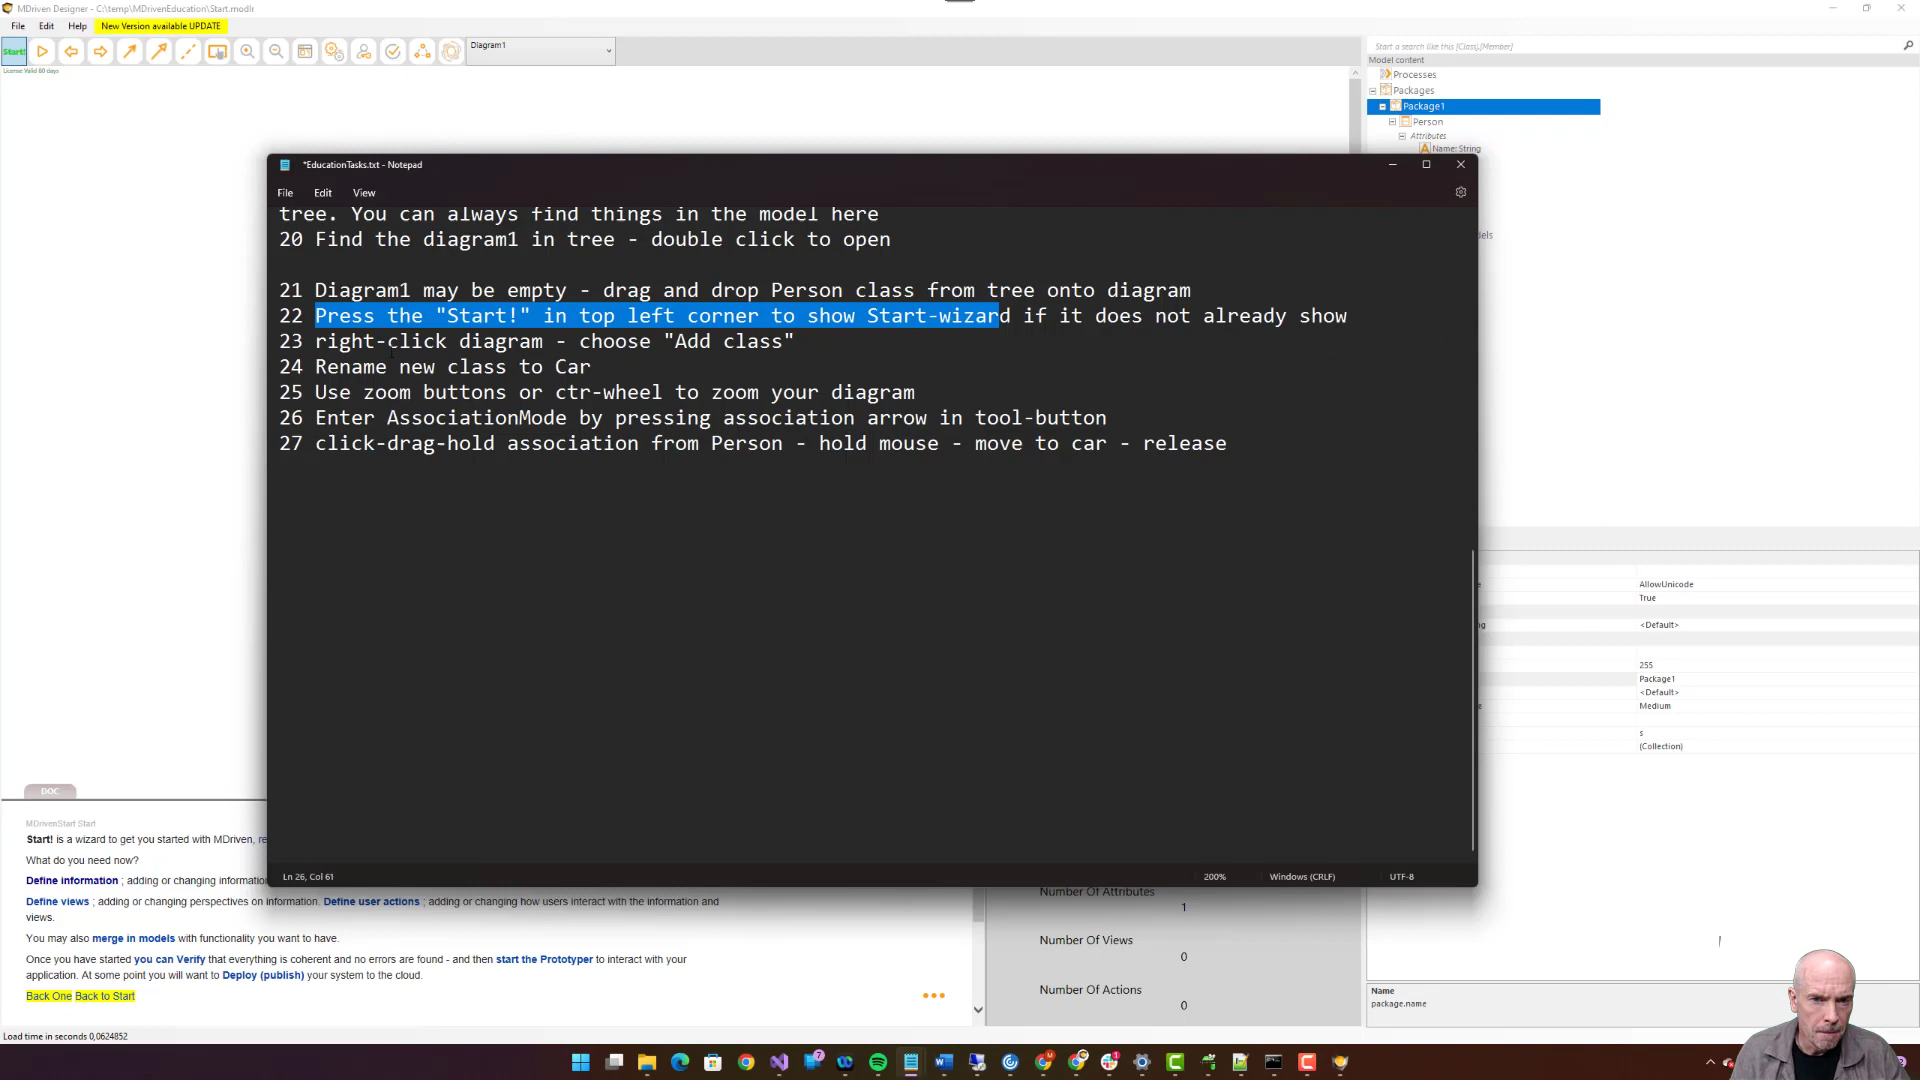 MDriven Designer - C:\temp\MDrivenEducation\Start.modlr
File Edit Help New Version available UPDATE
Start!
Diagram1
License Valid 80 days
Start a search like this [Class].[Member]
Model content
Processes
Packages
Package1
Person
Attributes
Name: String
*EducationTasks.txt - Notepad
File Edit View
tree. You can always find things in the model here
20 Find the diagram1 in tree - double click to open
21 Diagram1 may be empty - drag and drop Person class from tree onto diagram
22 Press the "Start!" in top left corner to show Start-wizard if it does not already show
23 right-click diagram - choose "Add class"
24 Rename new class to Car
25 Use zoom buttons or ctr-wheel to zoom your diagram
26 Enter AssociationMode by pressing association arrow in tool-button
27 click-drag-hold association from Person - hold mouse - move to car - release
Ln 26, Col 61
200%
Windows (CRLF)
UTF-8
els
AllowUnicode
True
<Default>
255
Package1
<Default>
Medium
s
(Collection)
DOC
MDrivenStart Start
Start! is a wizard to get you started with MDriven,
What do you need now?
Define information ; adding or changing informatio
Define views ; adding or changing perspectives on information. Define user actions ; adding or changing how users interact with the information and
views.
You may also merge in models with functionality you want to have.
Once you have started you can Verify that everything is coherent and no errors are found - and then start the Prototyper to interact with your
application. At some point you will want to Deploy (publish) your system to the cloud.
Back One Back to Start
Number Of Attributes
1
Number Of Views
0
Number Of Actions
0
Name
package.name
Load time in seconds 0,0624852